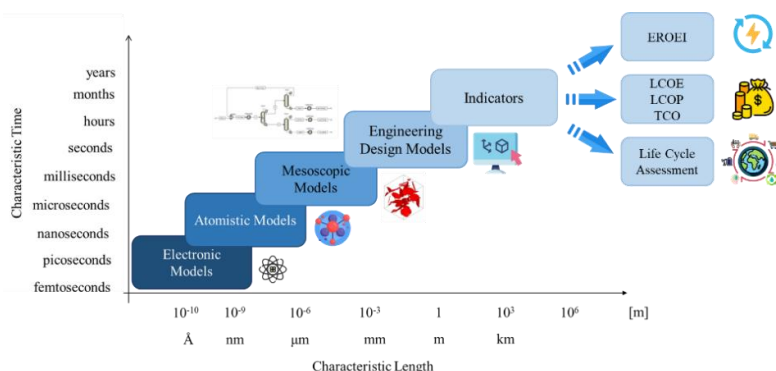 EROEI
years
months
hours
seconds
milliseconds
microseconds
nanoseconds
picoseconds
femtoseconds
Characteristic Time
Indicators
LCOE
LCOP
TCO
Engineering
Design Models
Life Cycle
Assessment
Mesoscopic
Models
Atomistic Models
Electronic
Models
10⁻¹⁰ 10⁻⁹ 10⁻⁶ 10⁻³ 1 10³ 10⁶ [m]
Å nm μm mm m km
Characteristic Length